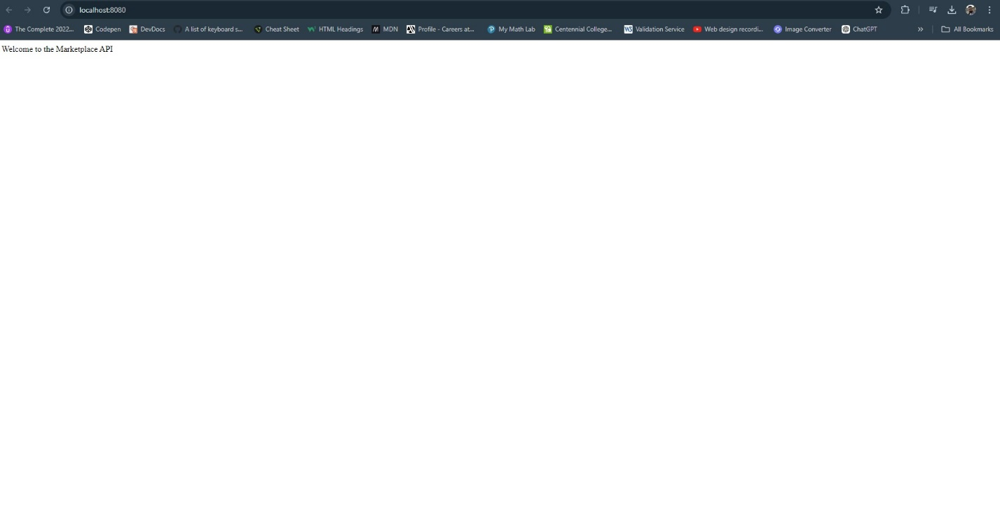 localhost:8080
The Complete 2022... Codepen DevDocs A list of keyboard s... Cheat Sheet HTML Headings MDN Profile - Careers at... My Math Lab Centennial College... Validation Service Web design recordi... Image Converter ChatGPT All Bookmarks
Welcome to the Marketplace API